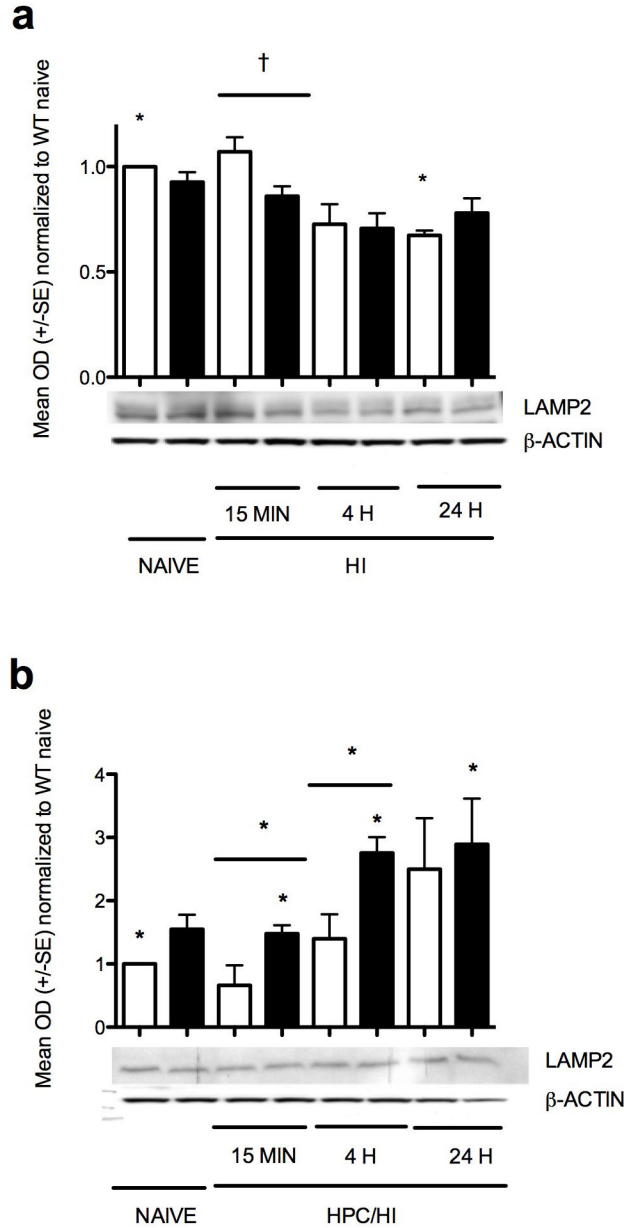 a
Mean OD (+/-SE) normalized to WT naive
†
*
*
1.0
0.5
0.0
LAMP2
β-ACTIN
15 MIN 4 H 24 H
NAIVE HI
b
Mean OD (+/-SE) normalized to WT naive
*
*
*
*
*
*
4
3
2
1
0
LAMP2
β-ACTIN
15 MIN 4 H 24 H
NAIVE HPC/HI